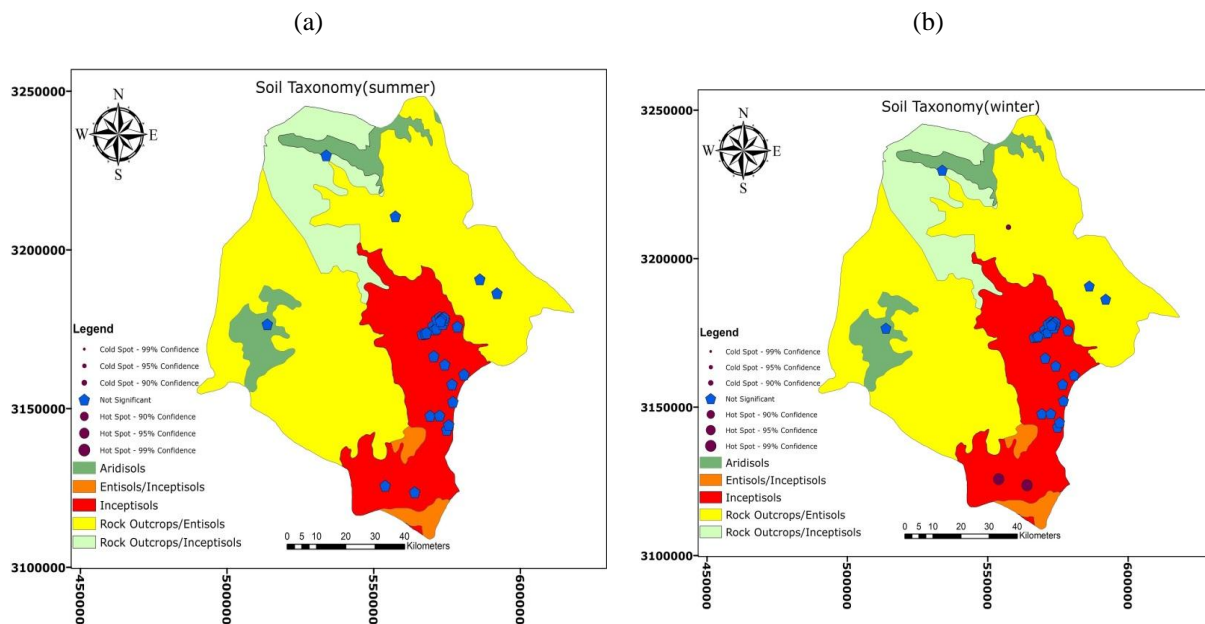 (a)
Soil Taxonomy(summer)
N
W E
S
3250000
3200000
3150000
3100000
Legend
Cold Spot - 99% Confidence
Cold Spot - 95% Confidence
Cold Spot - 90% Confidence
Not Significant
Hot Spot - 90% Confidence
Hot Spot - 95% Confidence
Hot Spot - 99% Confidence
Aridisols
Entisols/Inceptisols
Inceptisols
Rock Outcrops/Entisols
Rock Outcrops/Inceptisols
0 5 10 20 30 40
Kilometers
450000 500000 550000 600000
(b)
Soil Taxonomy(winter)
N
W E
S
3250000
3200000
3150000
3100000
Legend
Cold Spot - 99% Confidence
Cold Spot - 95% Confidence
Cold Spot - 90% Confidence
Not Significant
Hot Spot - 90% Confidence
Hot Spot - 95% Confidence
Hot Spot - 99% Confidence
Aridisols
Entisols/Inceptisols
Inceptisols
Rock Outcrops/Entisols
Rock Outcrops/Inceptisols
0 5 10 20 30 40
Kilometers
450000 500000 550000 600000